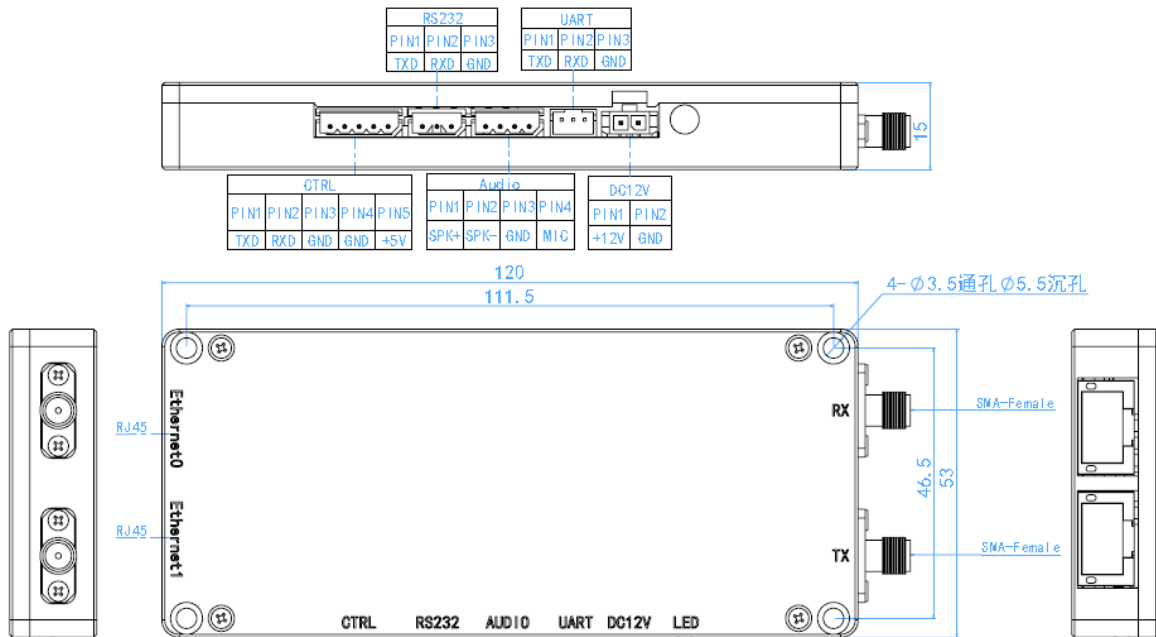 RS232
PIN1 PIN2 PIN3
TXD RXD GND
UART
PIN1 PIN2 PIN3
TXD RXD GND
15
CTRL
PIN1 PIN2 PIN3 PIN4 PIN5
TXD RXD GND GND +5V
Audio
PIN1 PIN2 PIN3 PIN4
SPK+ SPK- GND MIC
DC12V
PIN1 PIN2
+12V GND
120
111.5
4-∅3.5通孔∅5.5沉孔
Ethernet0
RJ45
Ethernet1
RJ45
RX
SMA-Female
46.5
53
TX
SMA-Female
CTRL RS232 AUDIO UART DC12V LED